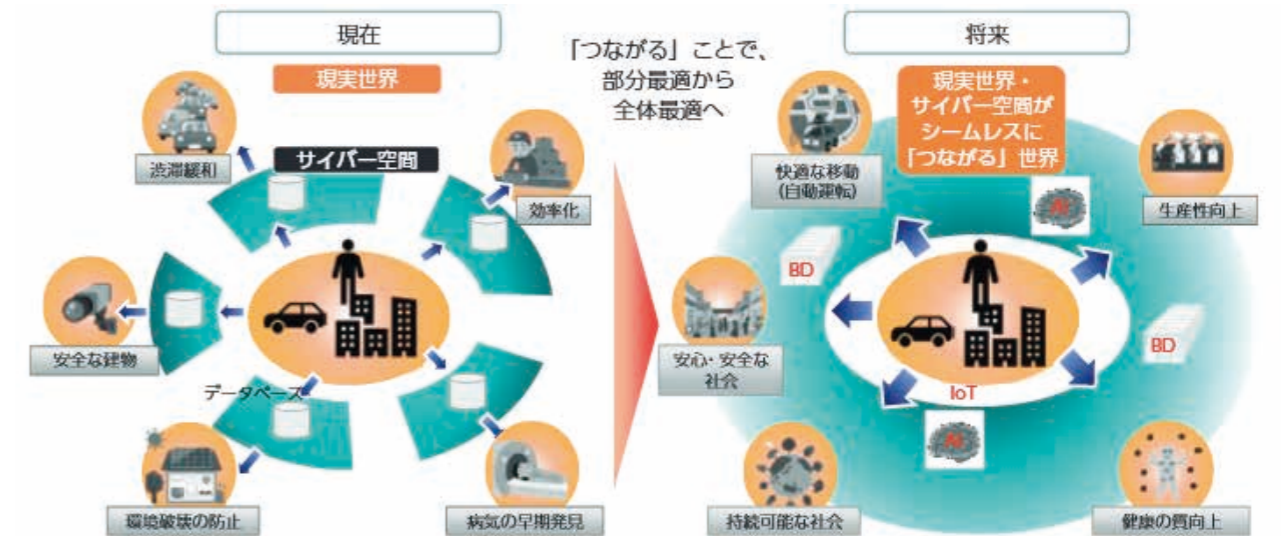 現在
現実世界
サイバー空間
渋滞緩和
効率化
安全な建物
データベース
環境破壊の防止
病気の早期発見
「つながる」ことで、
部分最適から
全体最適へ
将来
現実世界・
サイバー空間が
シームレスに
「つながる」世界
快適な移動
(自動運転)
AI
生産性向上
BD
安心・安全な
社会
BD
IoT
AI
持続可能な社会
健康の質向上